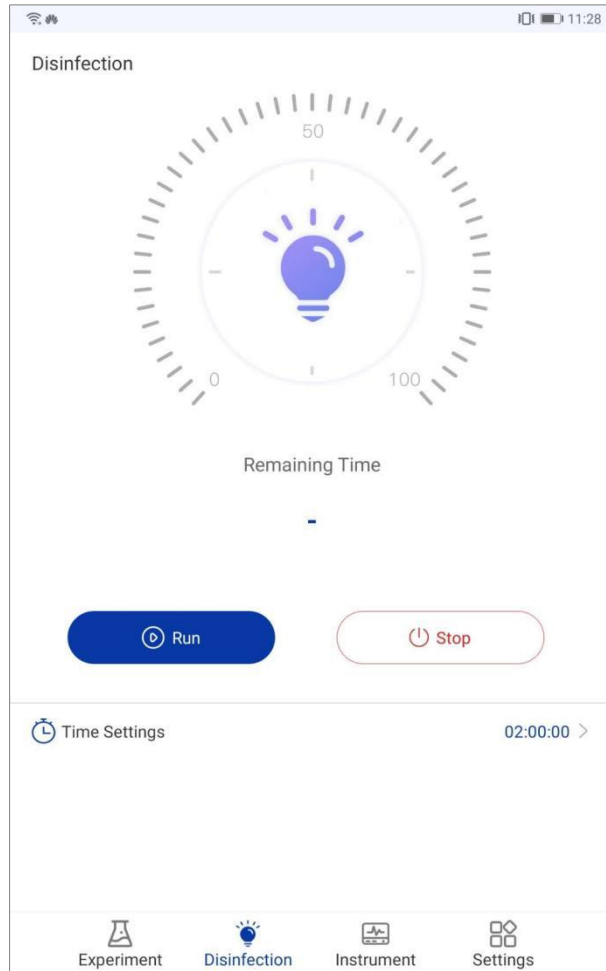 11:28
Disinfection
50
0
100
Remaining Time
-
Run
Stop
Time Settings
02:00:00
Experiment
Disinfection
Instrument
Settings